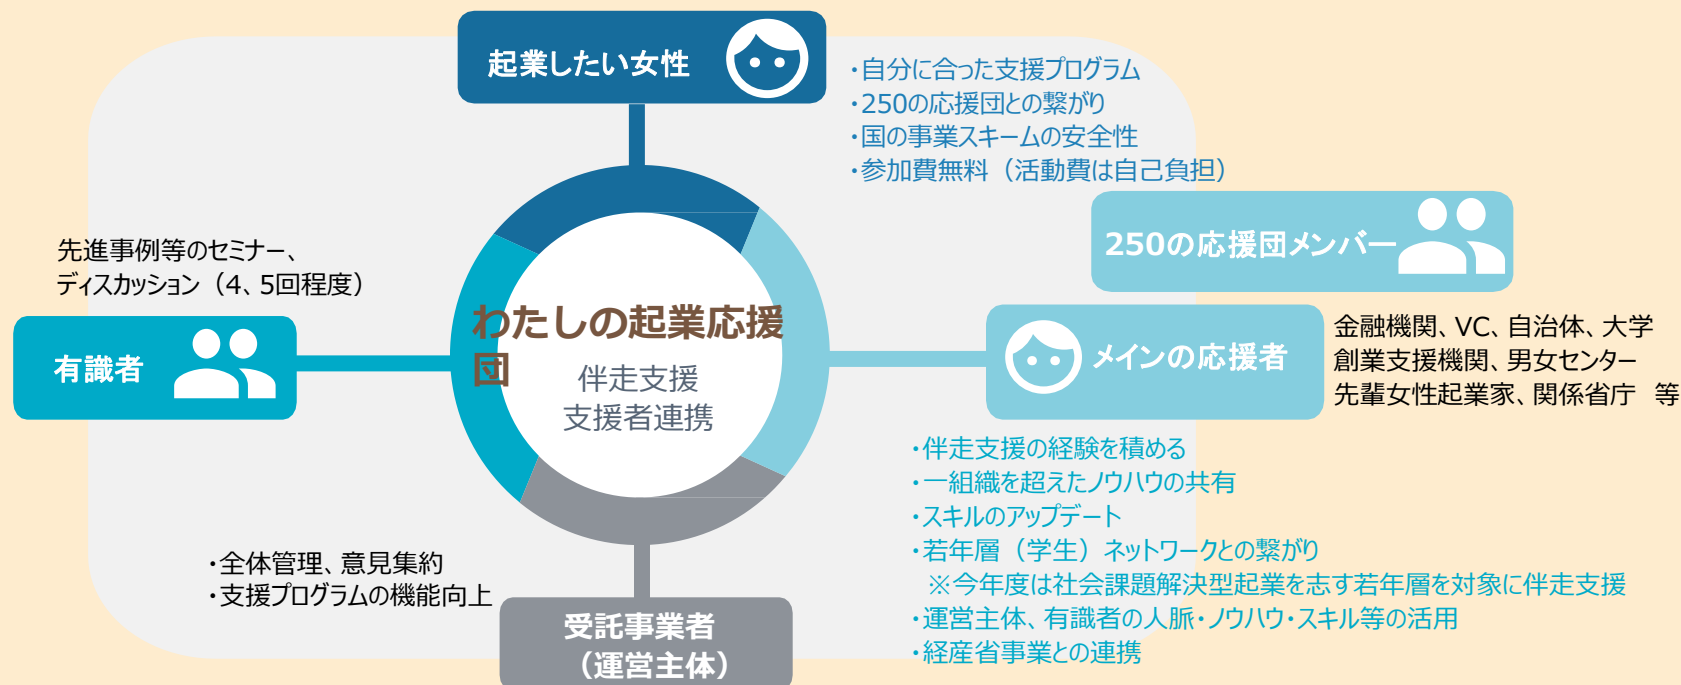 起業したい女性
・自分に合った支援プログラム
・250の応援団との繋がり
・国の事業スキームの安全性
・参加費無料（活動費は自己負担）
250の応援団メンバー
先進事例等のセミナー、
ディスカッション（4、5回程度）
有識者
わたしの起業応援
団
伴走支援
支援者連携
メインの応援者
金融機関、VC、自治体、大学
創業支援機関、男女センター
先輩女性起業家、関係省庁　等
・伴走支援の経験を積める
・一組織を超えたノウハウの共有
・スキルのアップデート
・若年層（学生）ネットワークとの繋がり
※今年度は社会課題解決型起業を志す若年層を対象に伴走支援
・運営主体、有識者の人脈・ノウハウ・スキル等の活用
・経産省事業との連携
・全体管理、意見集約
・支援プログラムの機能向上
受託事業者
（運営主体）